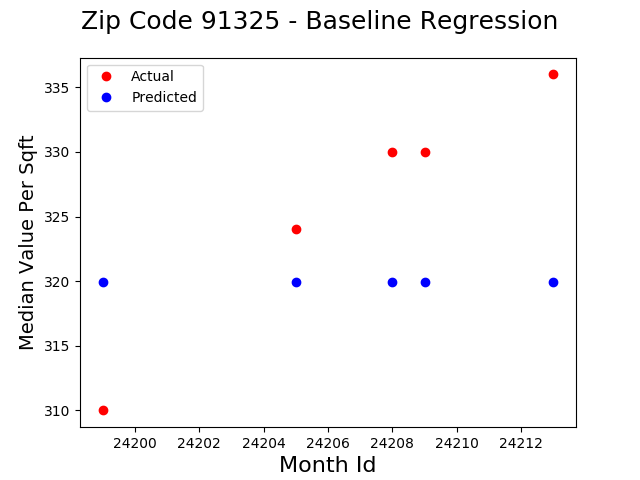 Zip Code 91325 - Baseline Regression
Actual
Predicted
Median Value Per Sqft
335
330
325
320
315
310
24200 24202 24204 24206 24208 24210 24212
Month Id